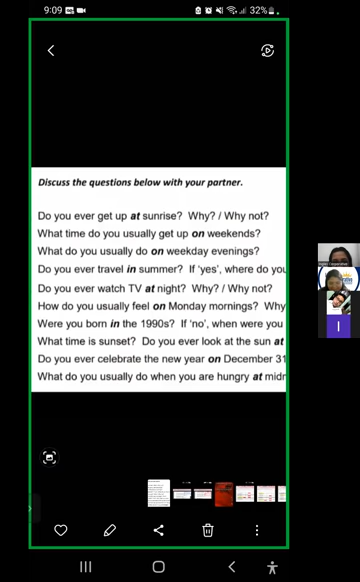 9:09
32%
Discuss the questions below with your partner.
Do you ever get up at sunrise? Why? / Why not?
What time do you usually get up on weekends?
What do you usually do on weekday evenings?
Do you ever travel in summer? If 'yes', where do you
Do you ever watch TV at night? Why? / Why not?
How do you usually feel on Monday mornings? Why
Were you born in the 1990s? If 'no', when were you
What time is sunset? Do you ever look at the sun at
Do you ever celebrate the new year on December 31
What do you usually do when you are hungry at midn
I